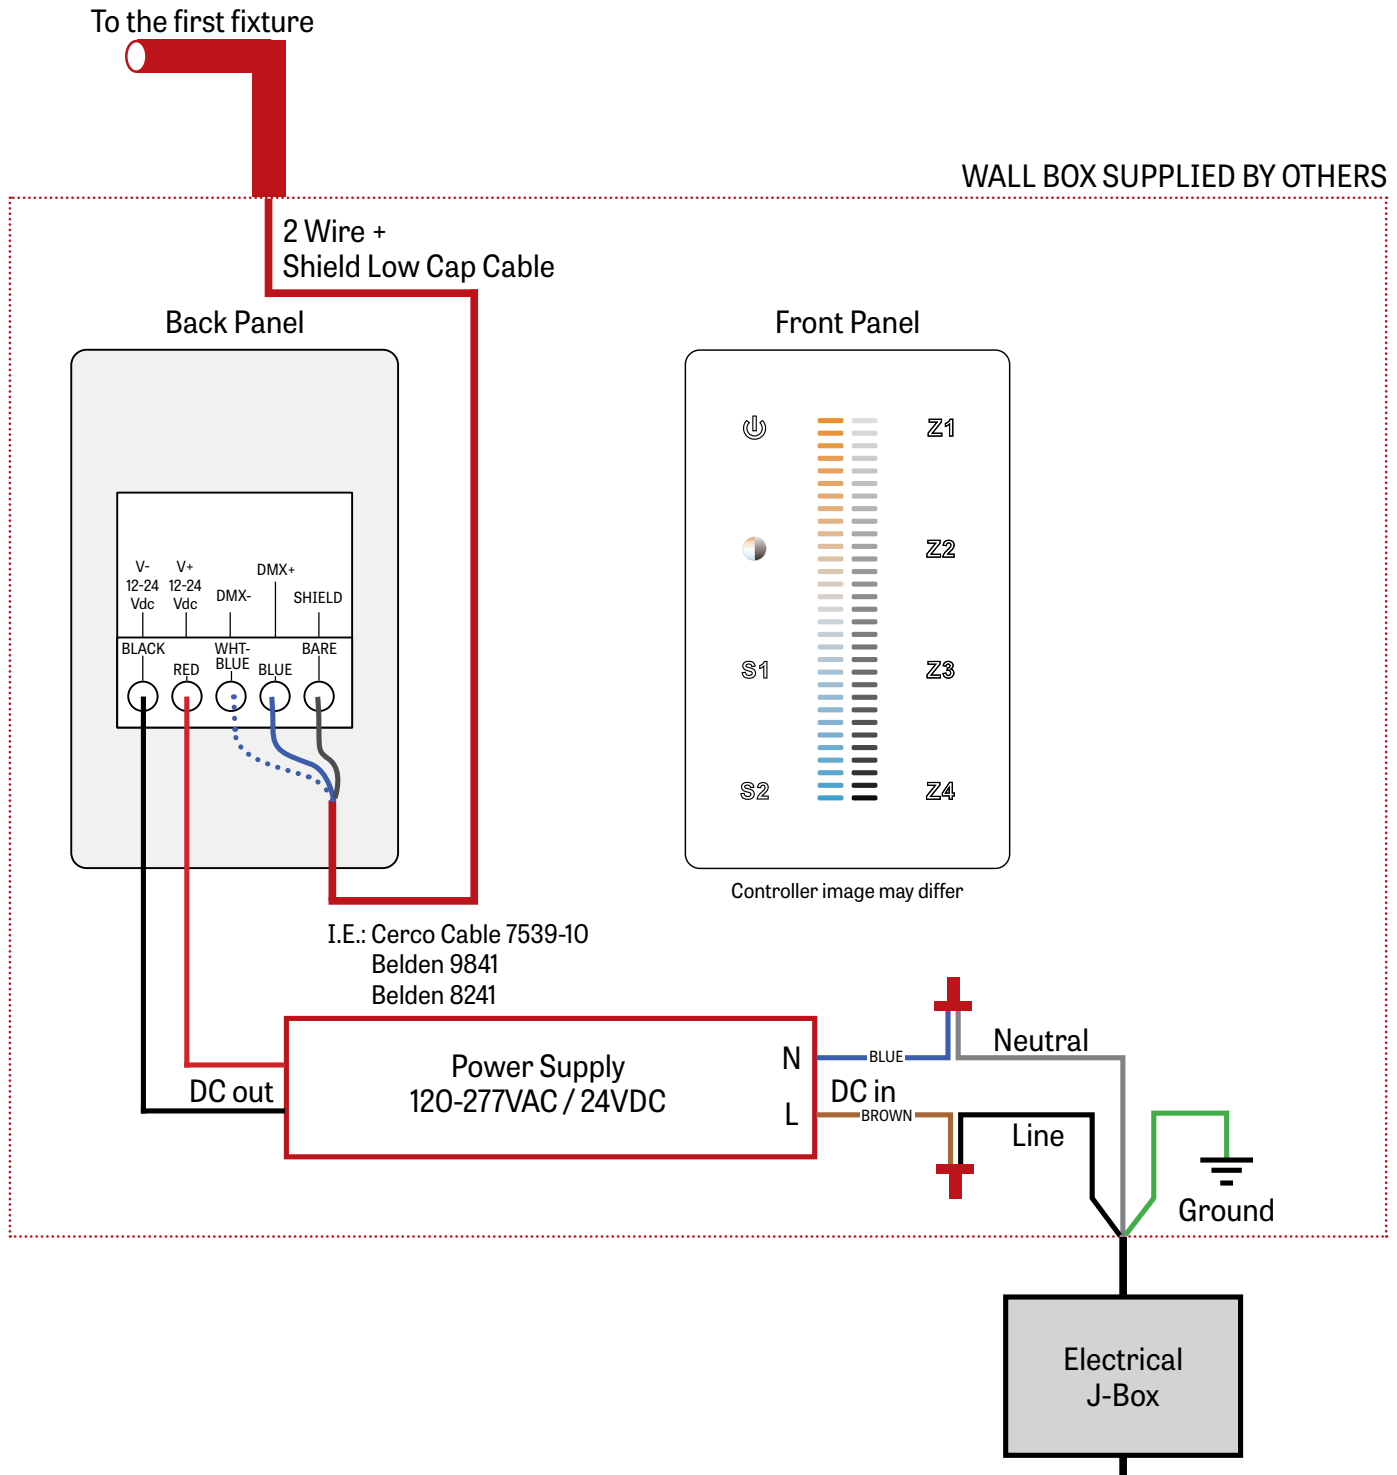 To the first fixture
WALL BOX SUPPLIED BY OTHERS
2 Wire +
Shield Low Cap Cable
Back Panel
Front Panel
V-
12-24
Vdc
V+
12-24
Vdc
DMX-
DMX+
SHIELD
BLACK
RED
WHT-
BLUE
BLUE
BARE
Z1
Z2
S1
Z3
S2
Z4
Controller image may differ
I.E.: Cerco Cable 7539-10
Belden 9841
Belden 8241
Power Supply
120-277VAC / 24VDC
N
L
DC out
DC in
BLUE
BROWN
Neutral
Line
Ground
Electrical
J-Box